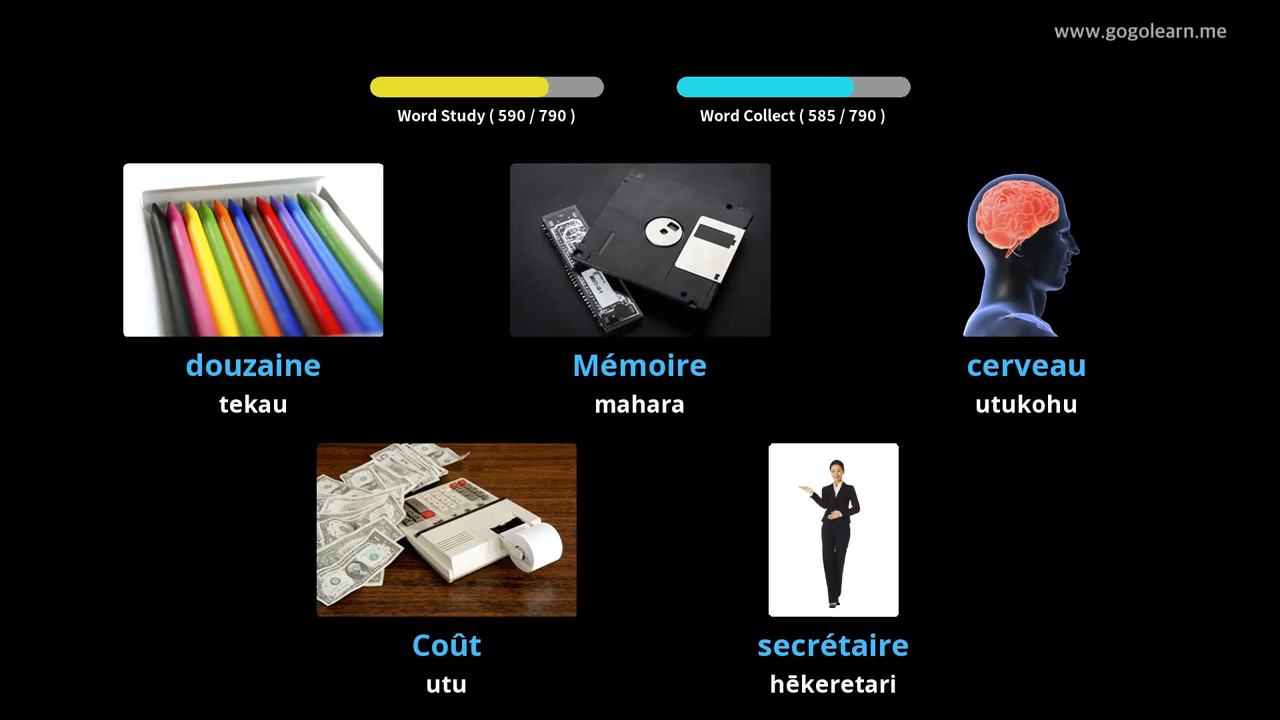 www.gogolearn.me
Word Study ( 590 / 790 )
Word Collect ( 585 / 790 )
douzaine
tekau
Mémoire
mahara
cerveau
utukohu
Coût
utu
secrétaire
hēkeretari